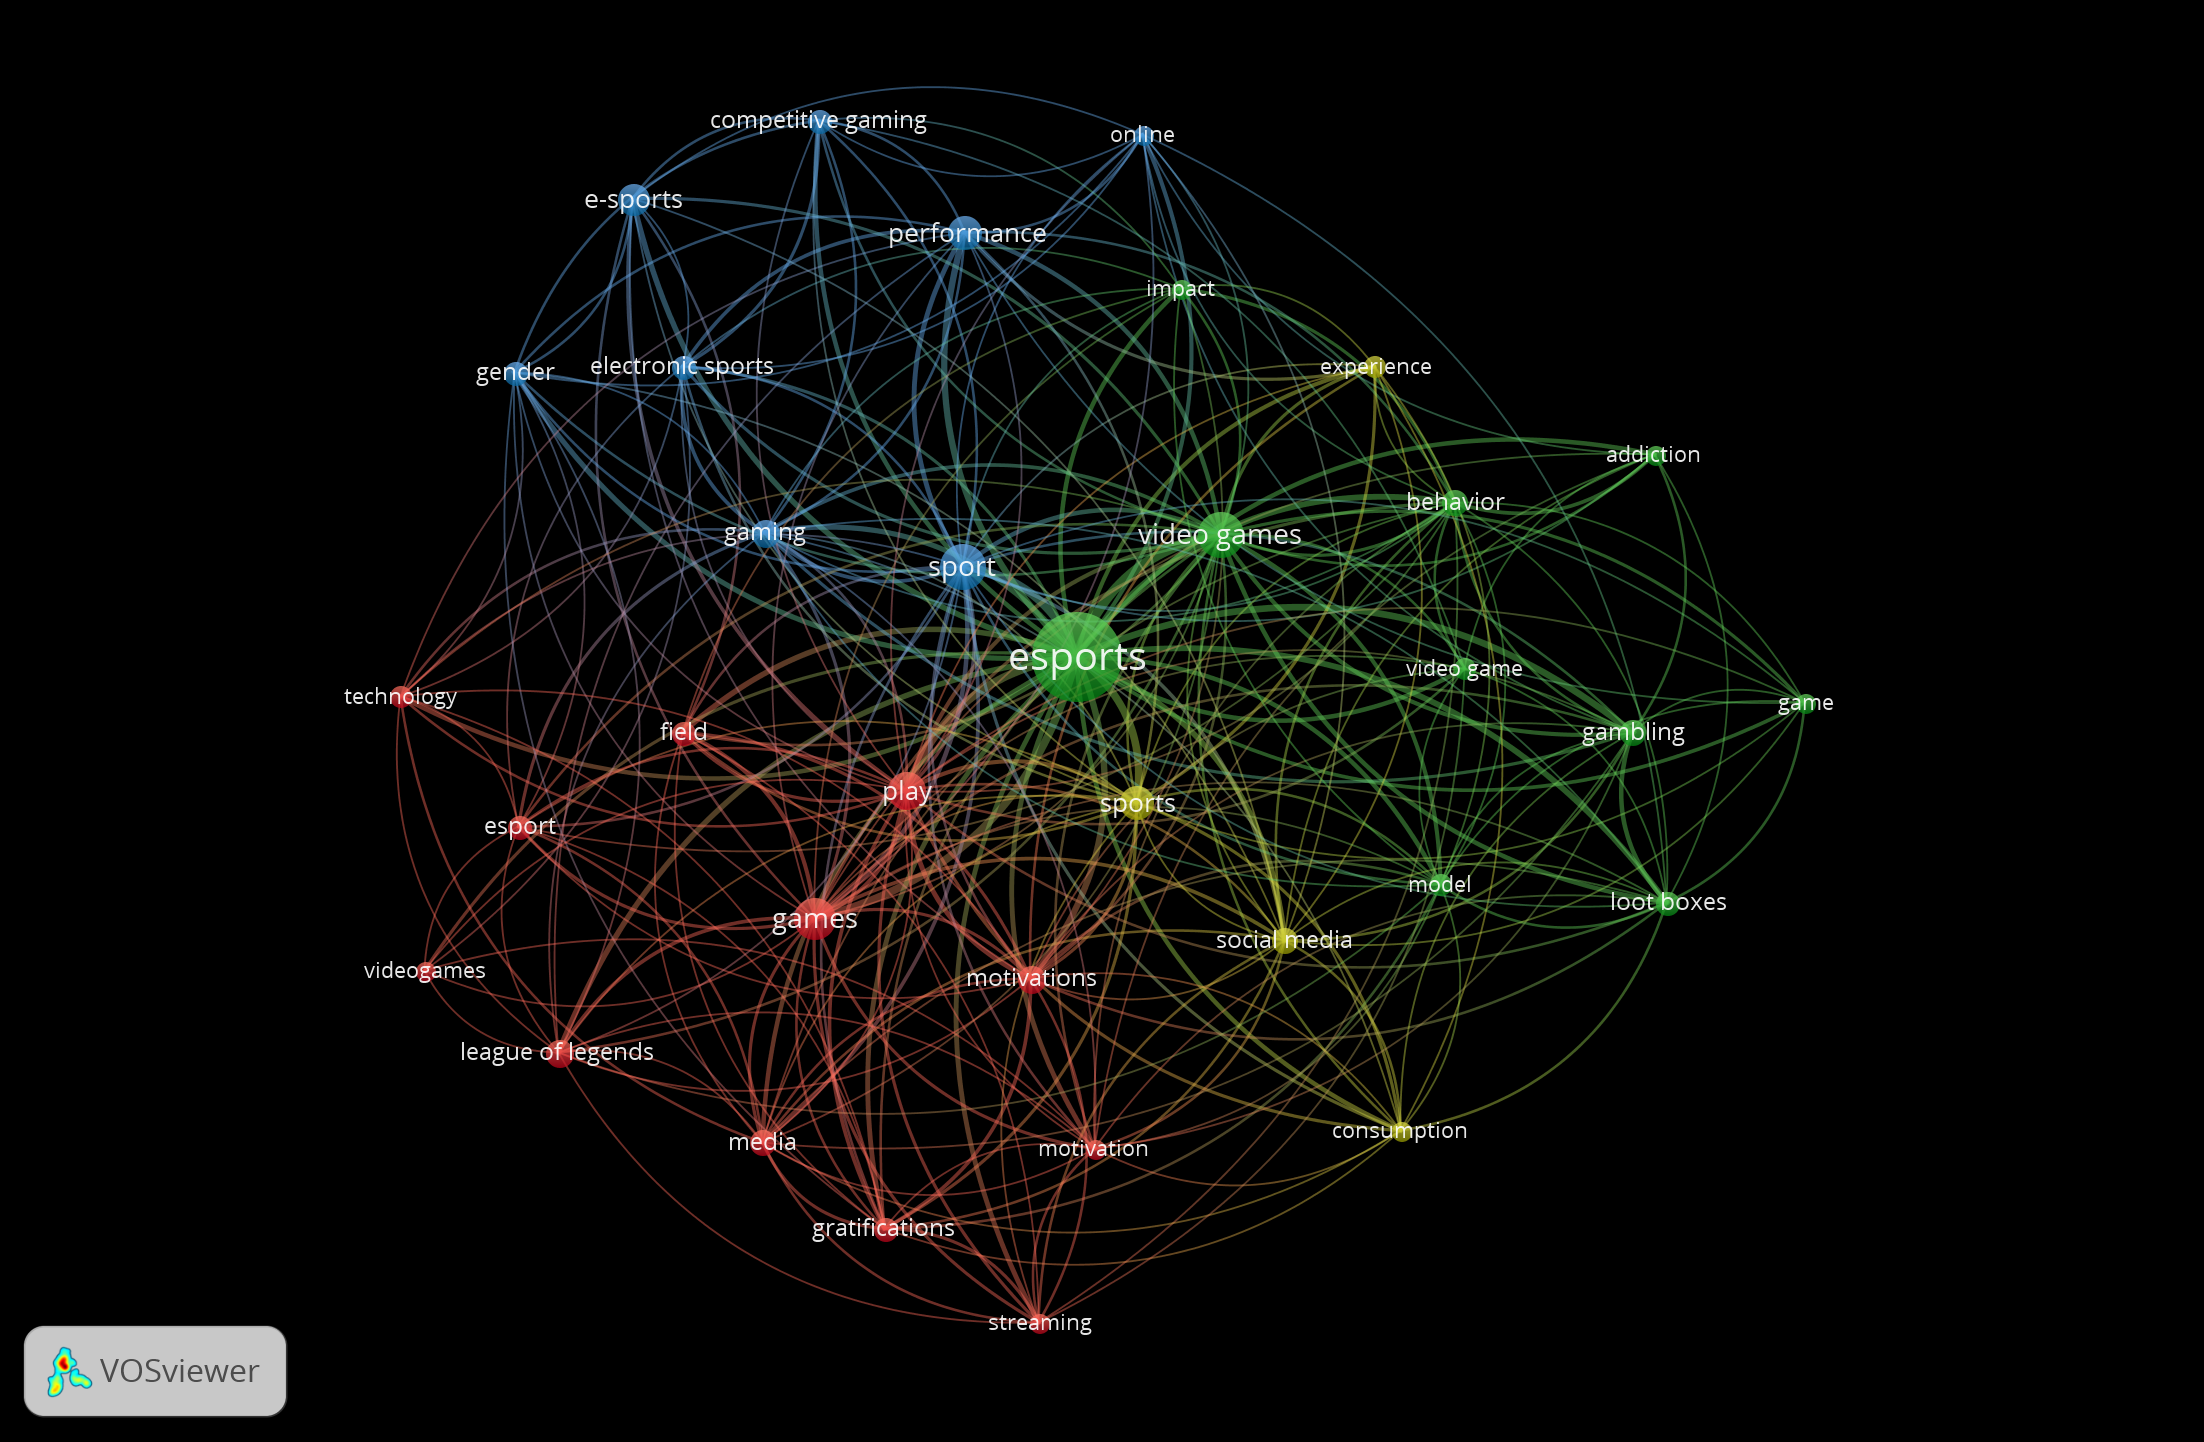 competitive gaming
online
e-sports
performance
impact
electronic sports
experience
gender
addiction
behavior
gaming
video games
sport
esports
video game
technology
game
field
gambling
play
sports
esport
model
loot boxes
games
social media
videogames
motivations
league of legends
consumption
media
motivation
gratifications
streaming
VOSviewer